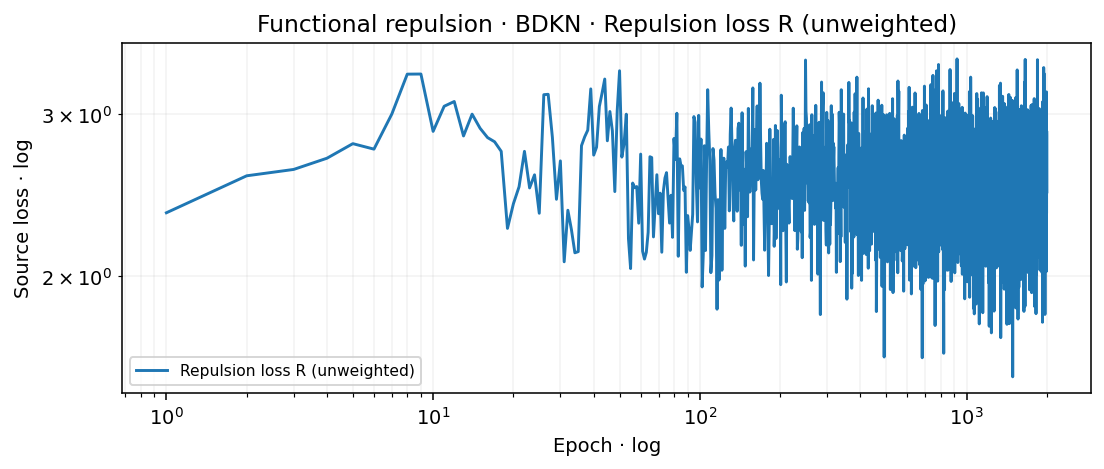 Functional repulsion · BDKN · Repulsion loss R (unweighted)
Source loss · log
3 × 10⁰
2 × 10⁰
Repulsion loss R (unweighted)
10⁰ 10¹ 10² 10³
Epoch · log